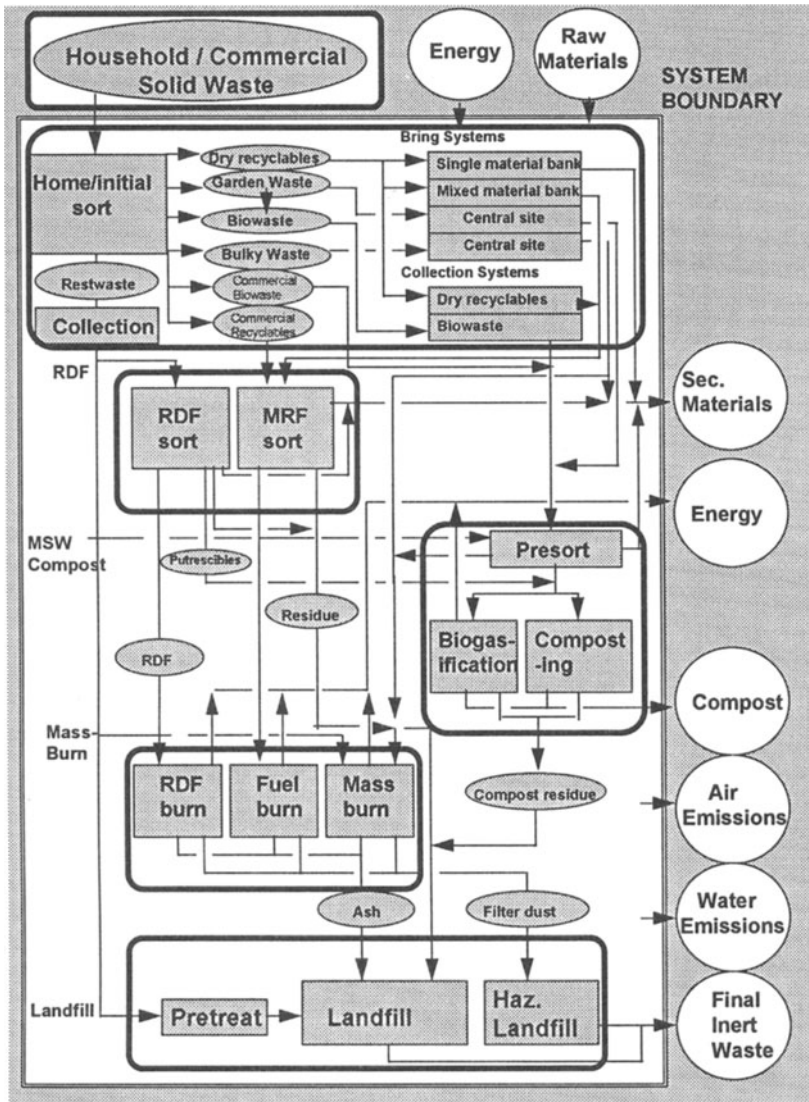 Household / Commercial
Solid Waste
Energy
Raw
Materials
SYSTEM
BOUNDARY
Home/initial
sort
Restwaste
Collection
Dry recyclables
Garden Waste
Biowaste
Bulky Waste
Commercial
Biowaste
Commercial
Recyclables
Bring Systems
Single material bank
Mixed material bank
Central site
Central site
Collection Systems
Dry recyclables
Biowaste
RDF
RDF
sort
MRF
sort
Sec.
Materials
Energy
MSW
Compost
Putrescibles
Residue
RDF
Presort
Biogas-
ification
Compost
-ing
Compost
Mass-
Burn
RDF
burn
Fuel
burn
Mass
burn
Compost residue
Air
Emissions
Ash
Filter dust
Water
Emissions
Landfill
Pretreat
Landfill
Haz.
Landfill
Final
Inert
Waste